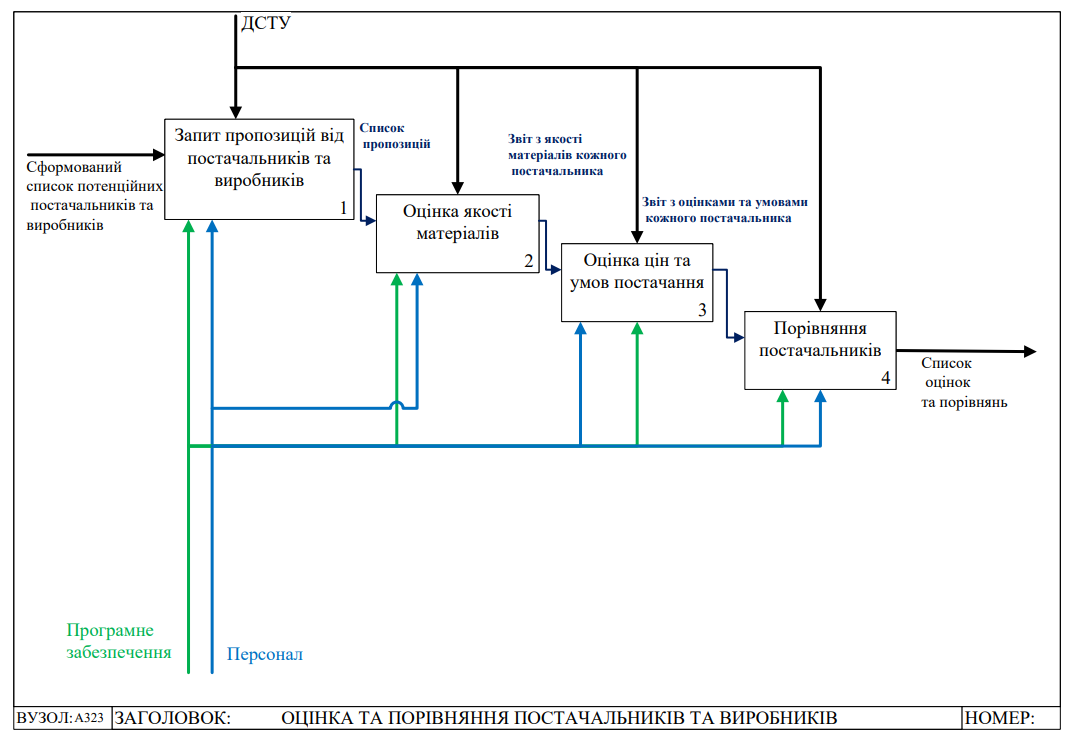 ДСТУ
Запит пропозицій від
постачальників та
виробників
1
Список
пропозицій
Сформований
список потенційних
постачальників та
виробників
Звіт з якості
матеріалів кожного
постачальника
Оцінка якості
матеріалів
2
Звіт з оцінками та умовами
кожного постачальника
Оцінка цін та
умов постачання
3
Порівняння
постачальників
4
Список
оцінок
та порівнянь
Програмне
забезпечення
Персонал
ВУЗОЛ: А323 ЗАГОЛОВОК: ОЦІНКА ТА ПОРІВНЯННЯ ПОСТАЧАЛЬНИКІВ ТА ВИРОБНИКІВ НОМЕР: